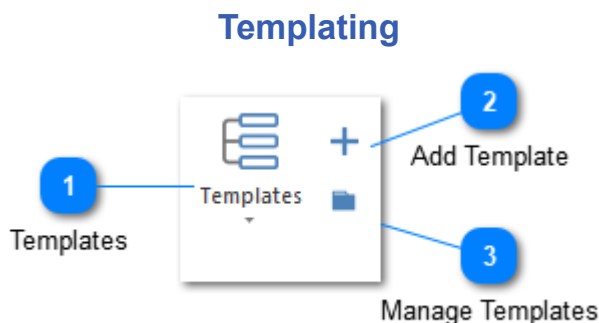 Templating
2
Add Template
1
Templates
Templates
3
Manage Templates